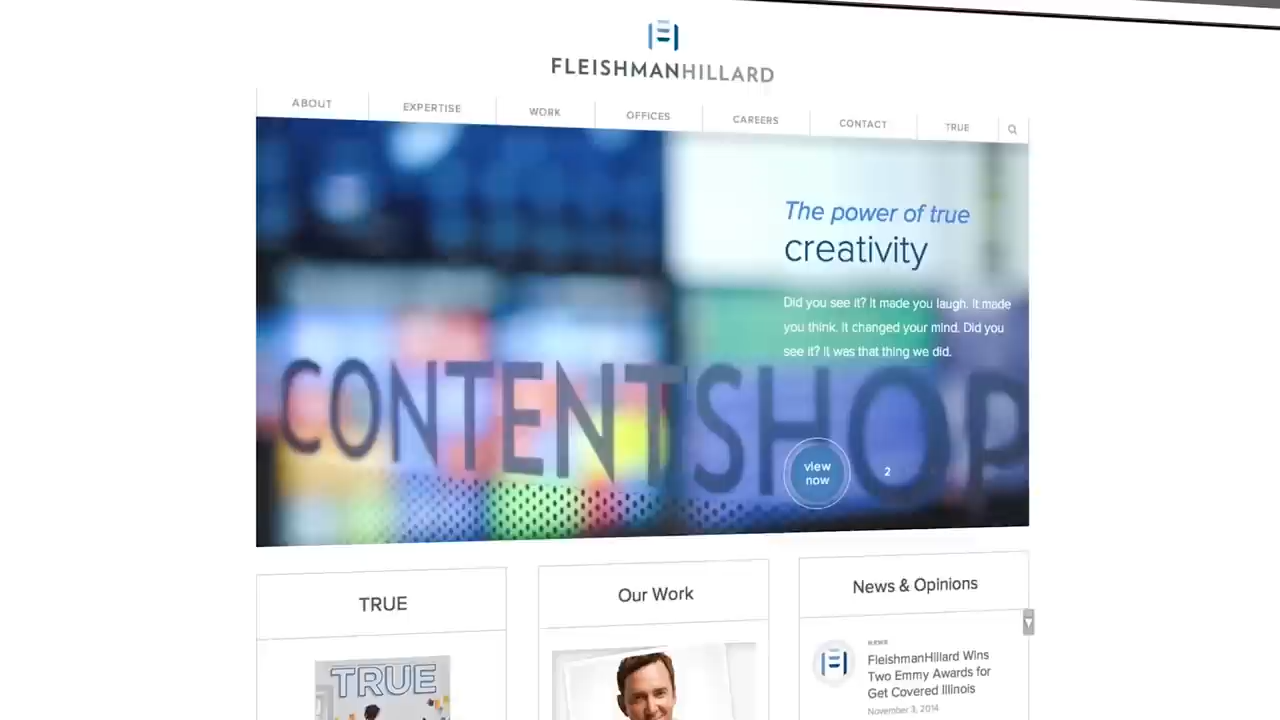 FLEISHMANHILLARD
ABOUT
EXPERTISE
WORK
OFFICES
CAREERS
CONTACT
TRUE
The power of true
creativity
Did you see it? It made you laugh. It made
you think. It changed your mind. Did you
see it? It was that thing we did.
CONTENTSHOP
view
now
2
TRUE
Our Work
News & Opinions
TRUE
NEWS
FleishmanHillard Wins
Two Emmy Awards for
Get Covered Illinois
November 3, 2014